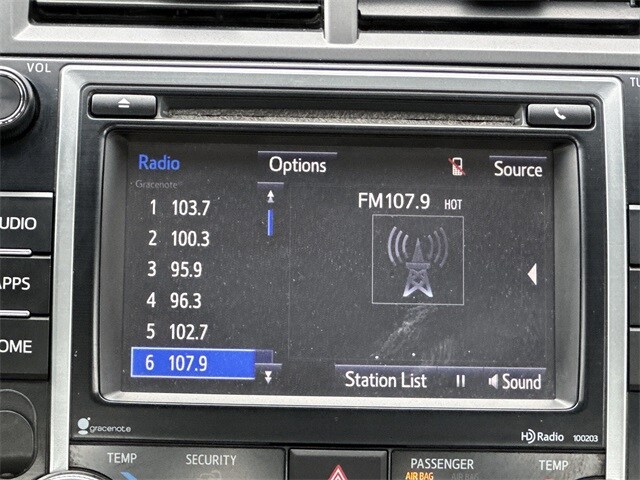 VOL
TU
Radio
Options
Source
Gracenote
FM107.9 HOT
1 103.7
2 100.3
3 95.9
4 96.3
5 102.7
6 107.9
Station List
Sound
UDIO
PPS
OME
gracenote
HD Radio 100203
TEMP
SECURITY
PASSENGER
AIR BAG
TEMP